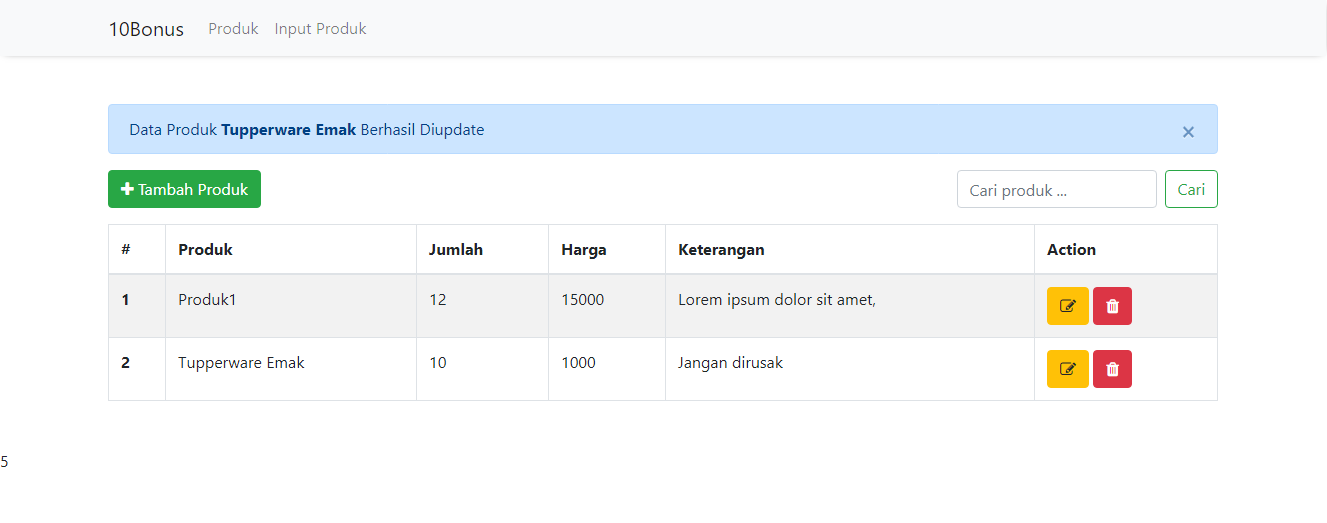 10Bonus Produk Input Produk
Data Produk Tupperware Emak Berhasil Diupdate ×
Tambah Produk Cari produk ... Cari
# Produk Jumlah Harga Keterangan Action
1 Produk1 12 15000 Lorem ipsum dolor sit amet,
2 Tupperware Emak 10 1000 Jangan dirusak
5